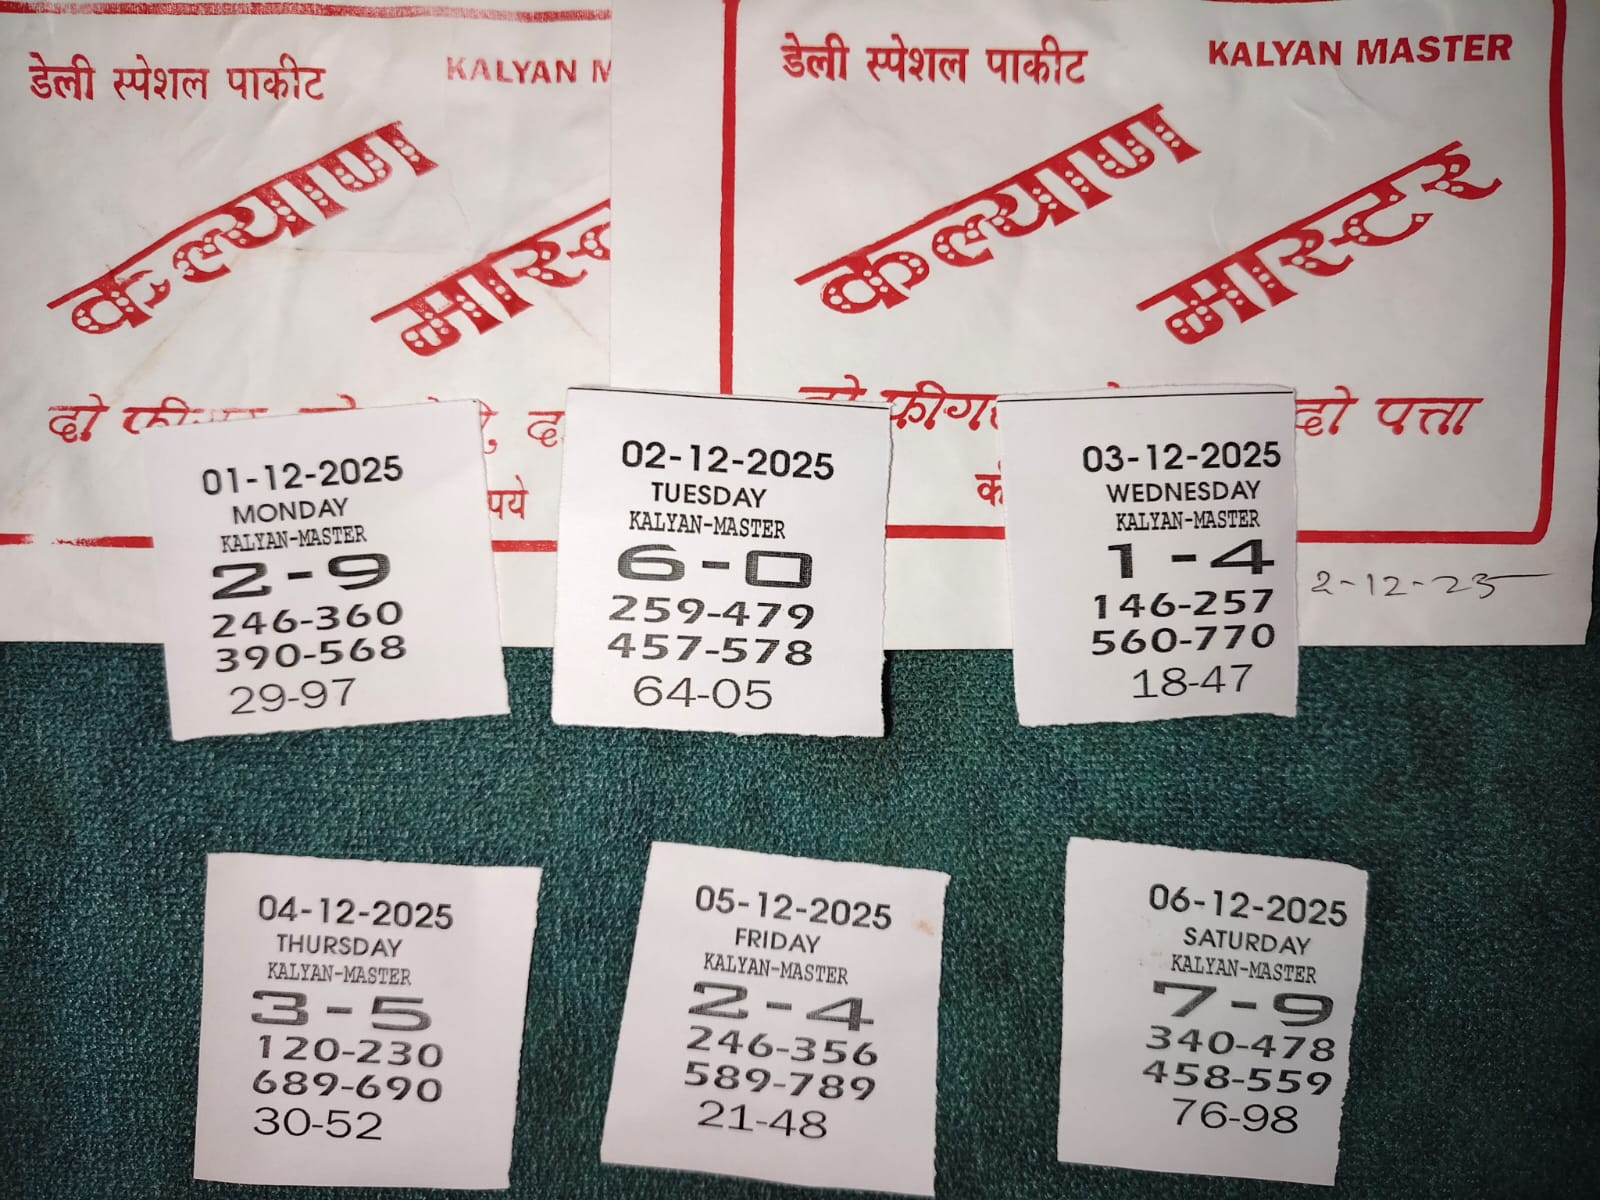 डेली स्पेशल पाकीट
KALYAN M
कल्याण
मास्ट
दो
पये
डेली स्पेशल पाकीट
KALYAN MASTER
कल्याण
मास्टर
दो पत्ता
2-12-25
01-12-2025
MONDAY
KALYAN-MASTER
2-9
246-360
390-568
29-97
02-12-2025
TUESDAY
KALYAN-MASTER
6-0
259-479
457-578
64-05
03-12-2025
WEDNESDAY
KALYAN-MASTER
1-4
146-257
560-770
18-47
04-12-2025
THURSDAY
KALYAN-MASTER
3-5
120-230
689-690
30-52
05-12-2025
FRIDAY
KALYAN-MASTER
2-4
246-356
589-789
21-48
06-12-2025
SATURDAY
KALYAN-MASTER
7-9
340-478
458-559
76-98